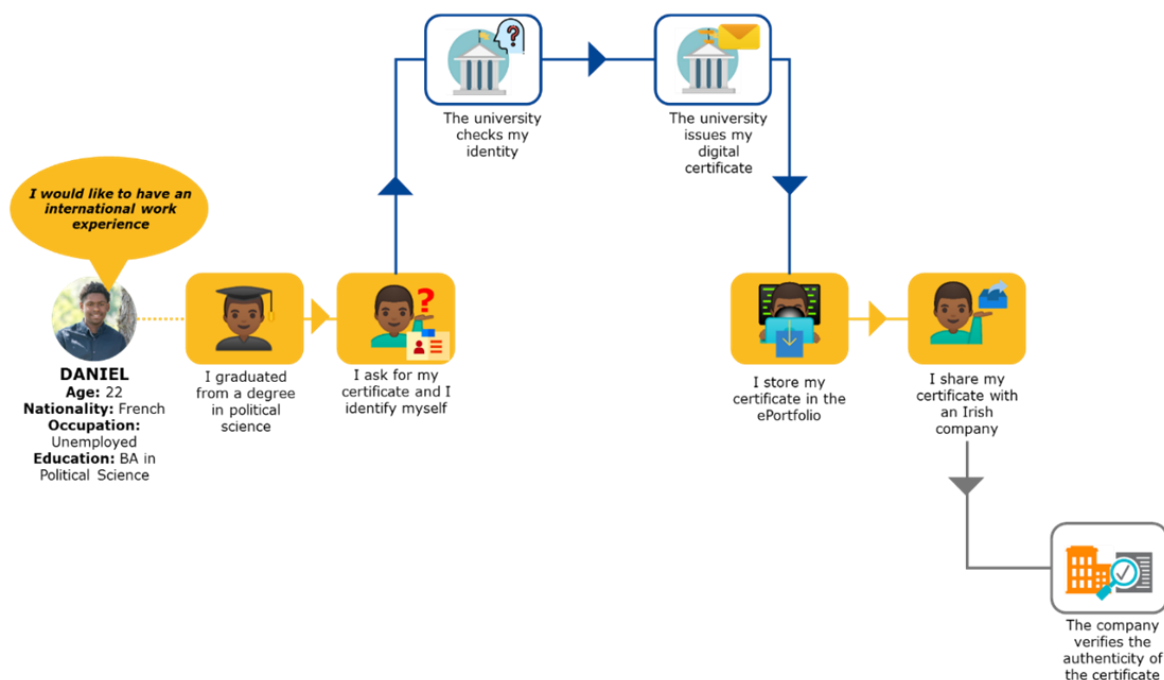 The university
checks my
identity
The university
issues my
digital
certificate
I would like to have an
international work
experience
DANIEL
Age: 22
Nationality: French
Occupation:
Unemployed
Education: BA in
Political Science
I graduated
from a degree
in political
science
I ask for my
certificate and I
identify myself
I store my
certificate in the
ePortfolio
I share my
certificate with
an Irish
company
The company
verifies the
authenticity of
the certificate